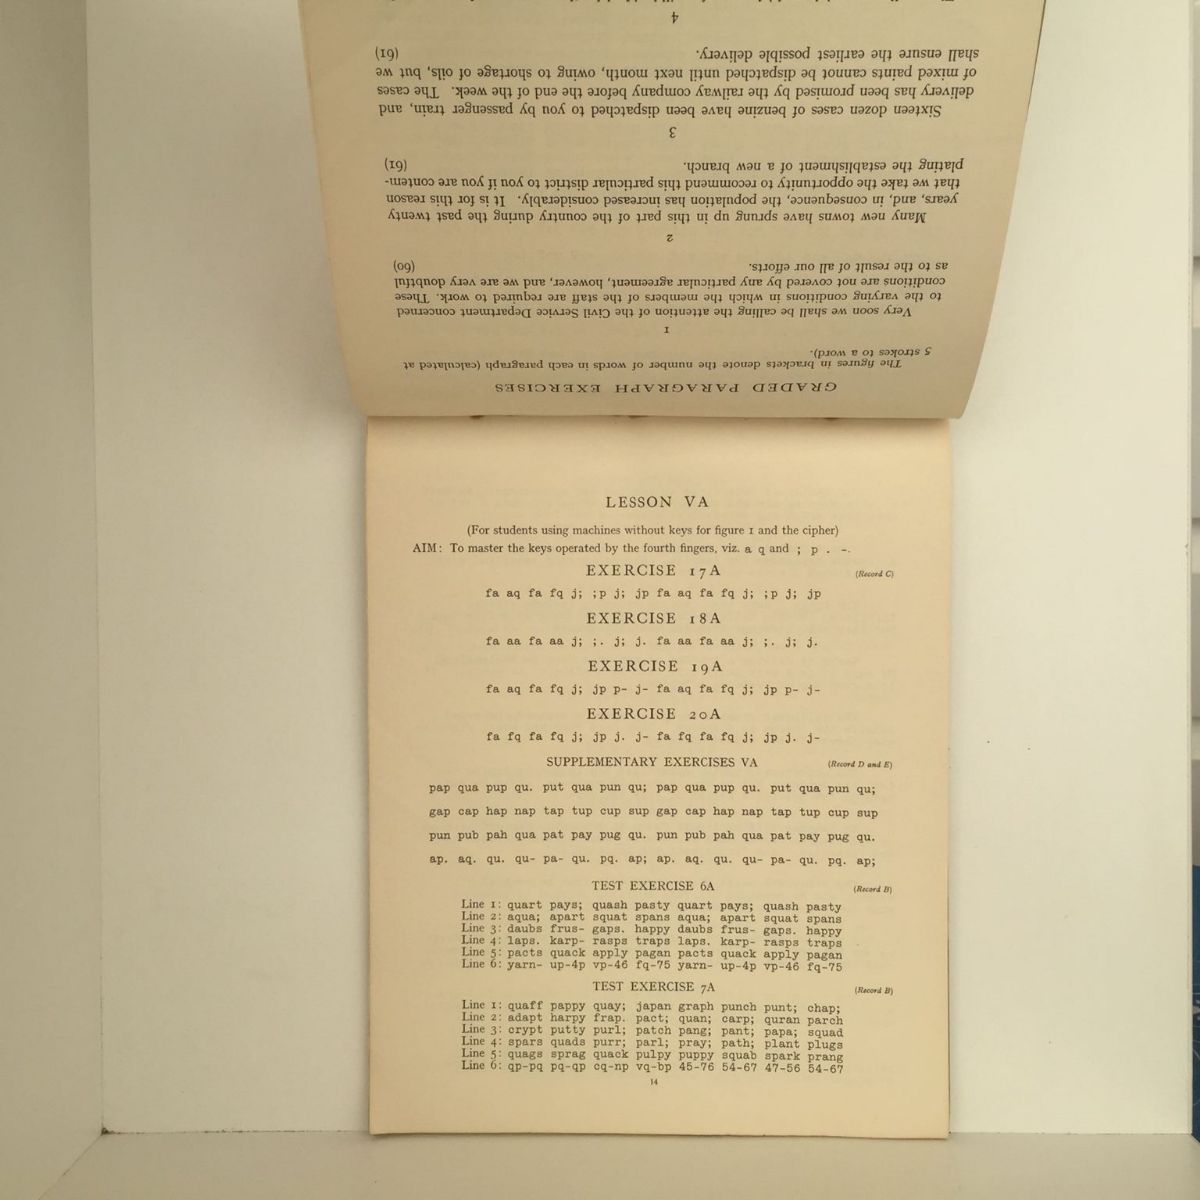 GRADED PARAGRAPH EXERCISES
The figures in brackets denote the number of words in each paragraph (calculated at
5 strokes to a word).
1
Very soon we shall be calling the attention of the Civil Service Department concerned
to the varying conditions in which the members of the staff are required to work. These
conditions are not covered by any particular agreement, however, and we are very doubtful
as to the result of all our efforts. (60)
2
Many new towns have sprung up in this part of the country during the past twenty
years, and, in consequence, the population has increased considerably. It is for this reason
that we take the opportunity to recommend this particular district to you if you are contem-
plating the establishment of a new branch. (61)
3
Sixteen dozen cases of benzine have been dispatched to you by passenger train, and
delivery has been promised by the railway company before the end of the week. The cases
of mixed paints cannot be dispatched until next month, owing to shortage of oils, but we
shall ensure the earliest possible delivery. (61)
4
LESSON VA
(For students using machines without keys for figure 1 and the cipher)
AIM: To master the keys operated by the fourth fingers, viz. a q and ; p . -.
EXERCISE 17A (Record C)
fa aq fa fq j; ;p j; jp fa aq fa fq j; ;p j; jp
EXERCISE 18A
fa aa fa aa j; ;. j; j. fa aa fa aa j; ;. j; j.
EXERCISE 19A
fa aq fa fq j; jp p- j- fa aq fa fq j; jp p- j-
EXERCISE 20A
fa fq fa fq j; jp j. j- fa fq fa fq j; jp j. j-
SUPPLEMENTARY EXERCISES VA (Record D and E)
pap qua pup qu. put qua pun qu; pap qua pup qu. put qua pun qu;
gap cap hap nap tap tup cup sup gap cap hap nap tap tup cup sup
pun pub pah qua pat pay pug qu. pun pub pah qua pat pay pug qu.
ap. aq. qu. qu- pa- qu. pq. ap; ap. aq. qu. qu- pa- qu. pq. ap;
TEST EXERCISE 6A (Record B)
Line 1: quart pays; quash pasty quart pays; quash pasty
Line 2: aqua; apart squat spans aqua; apart squat spans
Line 3: daubs frus- gaps. happy daubs frus- gaps. happy
Line 4: laps. karp- rasps traps laps. karp- rasps traps
Line 5: pacts quack apply pagan pacts quack apply pagan
Line 6: yarn- up-4p vp-46 fq-75 yarn- up-4p vp-46 fq-75
TEST EXERCISE 7A (Record B)
Line 1: quaff pappy quay; japan graph punch punt; chap;
Line 2: adapt harpy frap. pact; quan; carp; quran parch
Line 3: crypt putty purl; patch pang; pant; papa; squad
Line 4: spars quads purr; parl; pray; path; plant plugs
Line 5: quags sprag quack pulpy puppy squab spark prang
Line 6: qp-pq pq-qp cq-np vq-bp 45-76 54-67 47-56 54-67
14